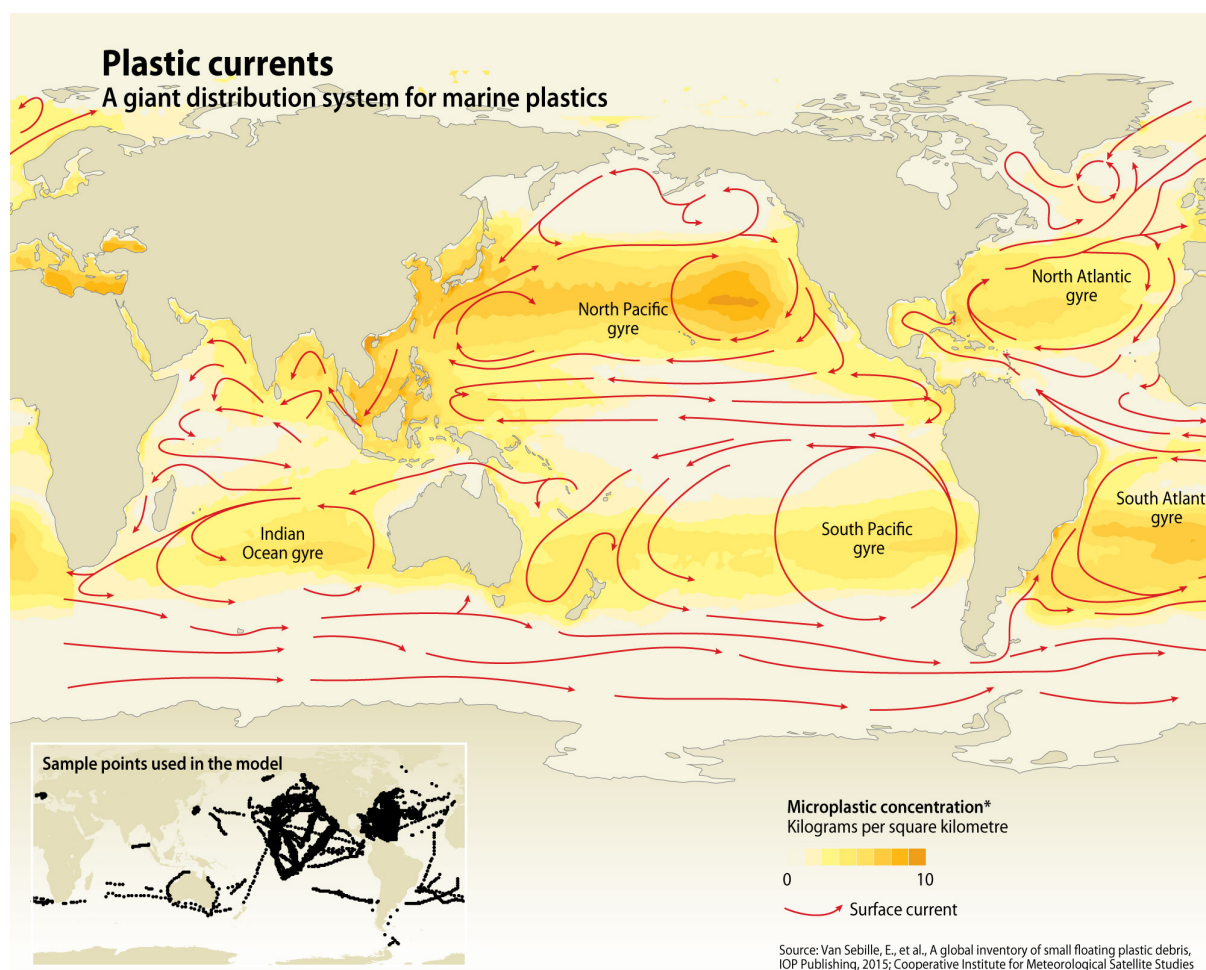 Plastic currents
A giant distribution system for marine plastics
North Pacific
gyre
North Atlantic
gyre
Indian
Ocean gyre
South Pacific
gyre
South Atlant
gyre
Sample points used in the model
Microplastic concentration*
Kilograms per square kilometre
0 10
Surface current
Source: Van Sebille, E., et al., A global inventory of small floating plastic debris,
IOP Publishing, 2015; Cooperative Institute for Meteorological Satellite Studies